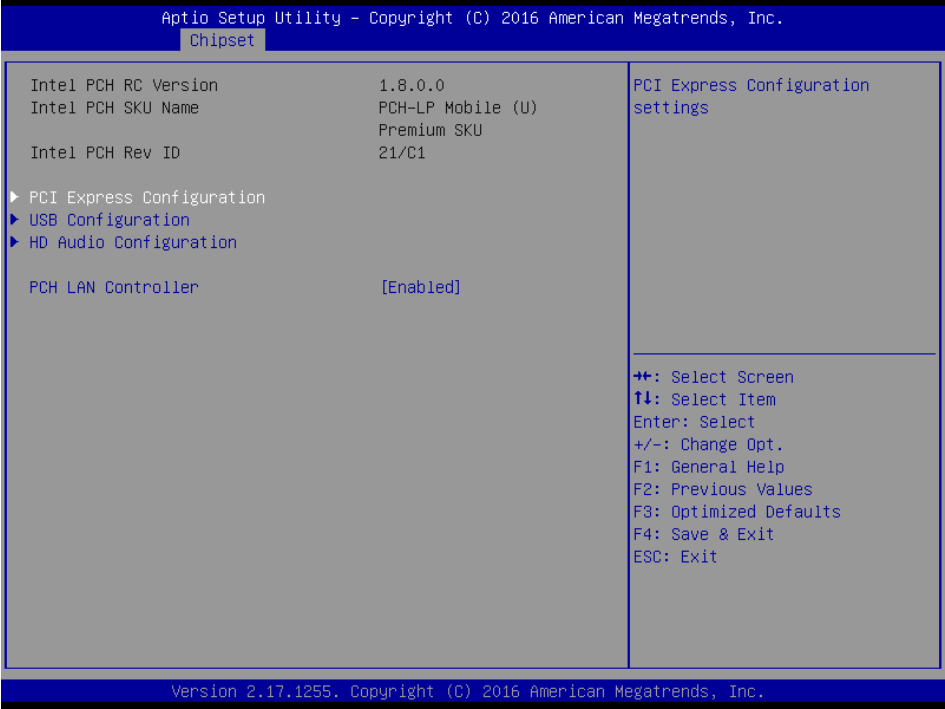 Aptio Setup Utility – Copyright (C) 2016 American Megatrends, Inc.
Chipset
Intel PCH RC Version 1.8.0.0
Intel PCH SKU Name PCH-LP Mobile (U)
Premium SKU
Intel PCH Rev ID 21/C1
PCI Express Configuration
USB Configuration
HD Audio Configuration
PCH LAN Controller [Enabled]
PCI Express Configuration
settings
→←: Select Screen
↑↓: Select Item
Enter: Select
+/-: Change Opt.
F1: General Help
F2: Previous Values
F3: Optimized Defaults
F4: Save & Exit
ESC: Exit
Version 2.17.1255. Copyright (C) 2016 American Megatrends, Inc.